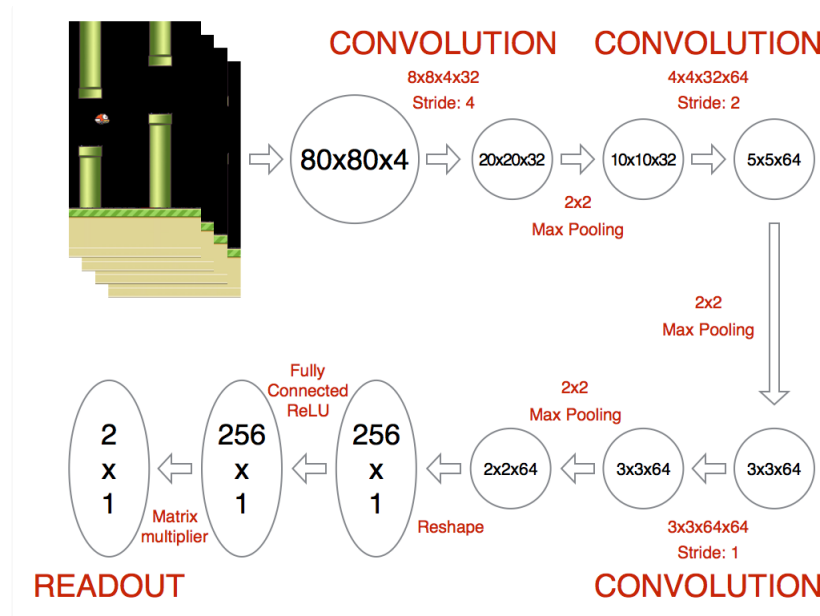 CONVOLUTION
8x8x4x32
Stride: 4
CONVOLUTION
4x4x32x64
Stride: 2
80x80x4
20x20x32
10x10x32
5x5x64
2x2
Max Pooling
2x2
Max Pooling
3x3x64
3x3x64x64
Stride: 1
CONVOLUTION
3x3x64
2x2
Max Pooling
2x2x64
Reshape
256
x
1
Fully
Connected
ReLU
256
x
1
Matrix
multiplier
2
x
1
READOUT